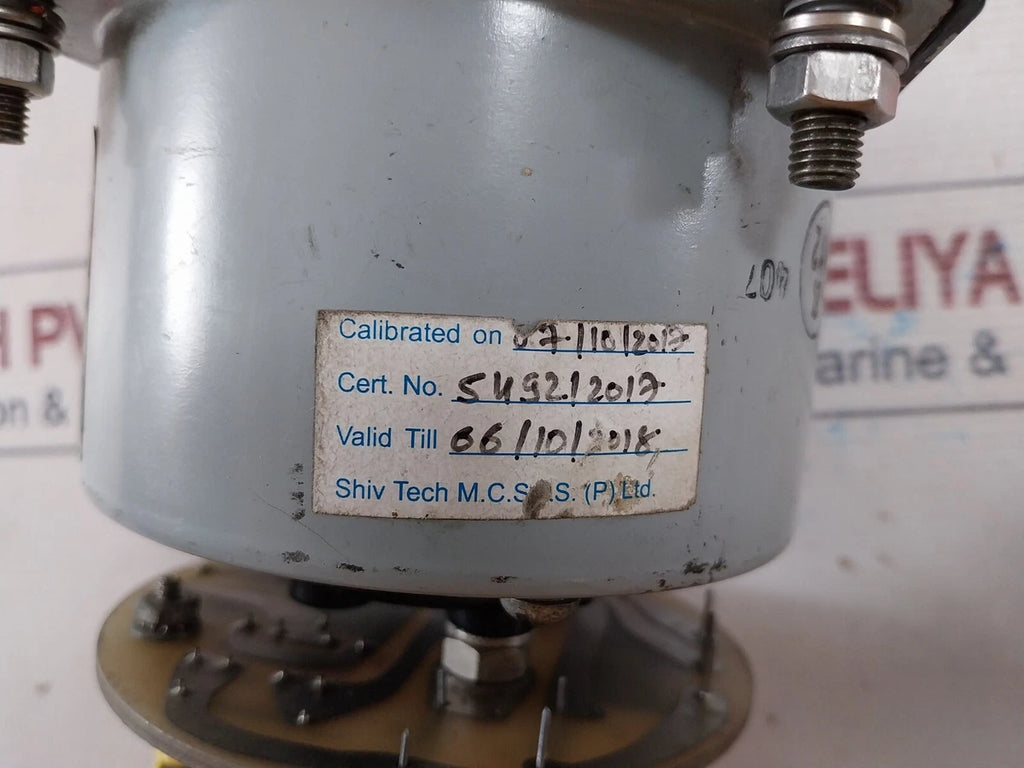 Calibrated on 07/10/2017
Cert. No. 5492/2017
Valid Till 06/10/2018
Shiv Tech M.C.S. .S. (P) Ltd.
LOW
H PV
on &
ELIYA
arine &